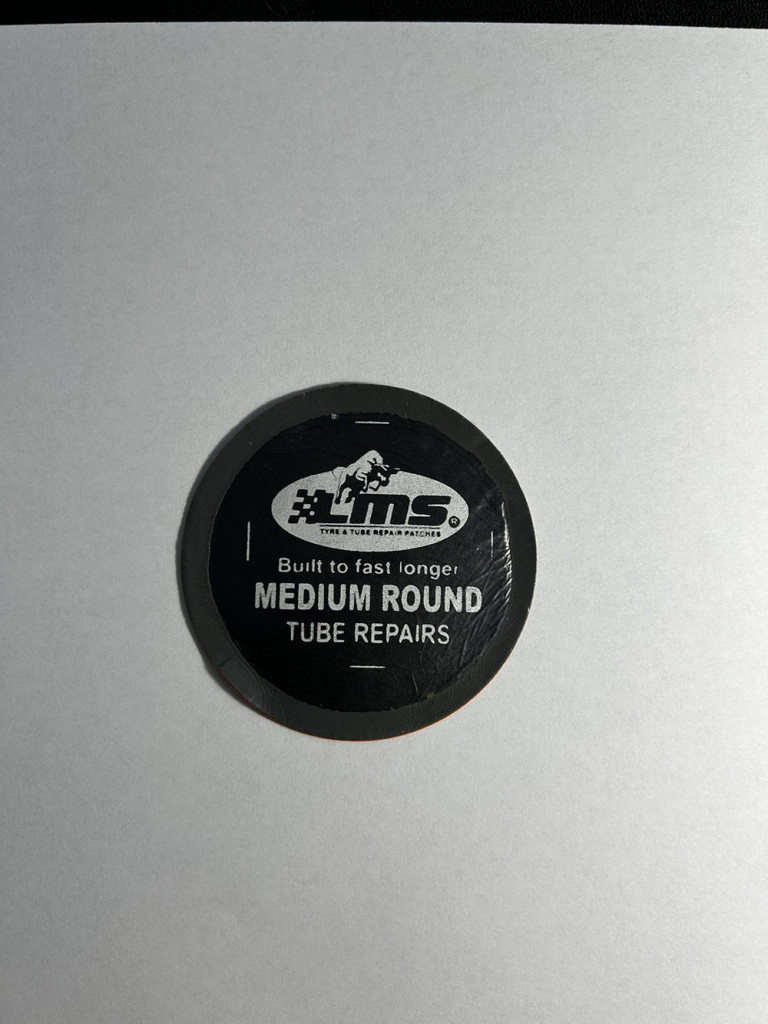 LMS®
TYRE & TUBE REPAIR PATCHES
Built to fast longer
MEDIUM ROUND
TUBE REPAIRS